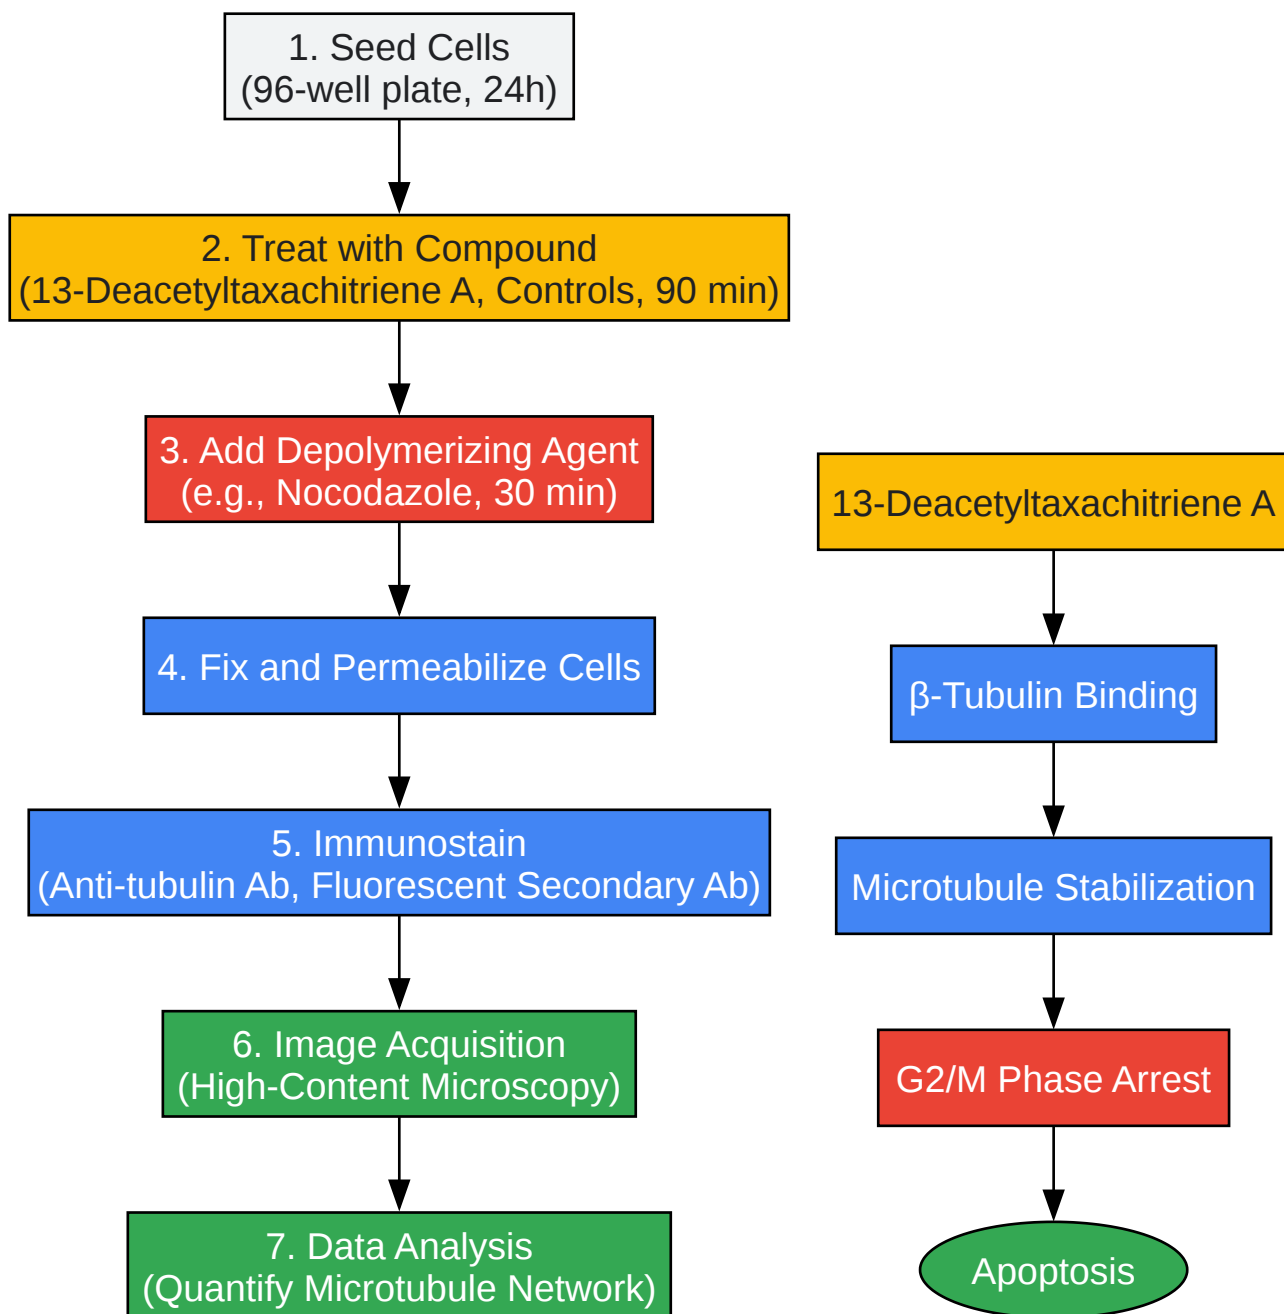 1. Seed Cells
(96-well plate, 24h)
2. Treat with Compound
(13-Deacetyltaxachitriene A, Controls, 90 min)
3. Add Depolymerizing Agent
(e.g., Nocodazole, 30 min)
4. Fix and Permeabilize Cells
5. Immunostain
(Anti-tubulin Ab, Fluorescent Secondary Ab)
6. Image Acquisition
(High-Content Microscopy)
7. Data Analysis
(Quantify Microtubule Network)
13-Deacetyltaxachitriene A
β-Tubulin Binding
Microtubule Stabilization
G2/M Phase Arrest
Apoptosis